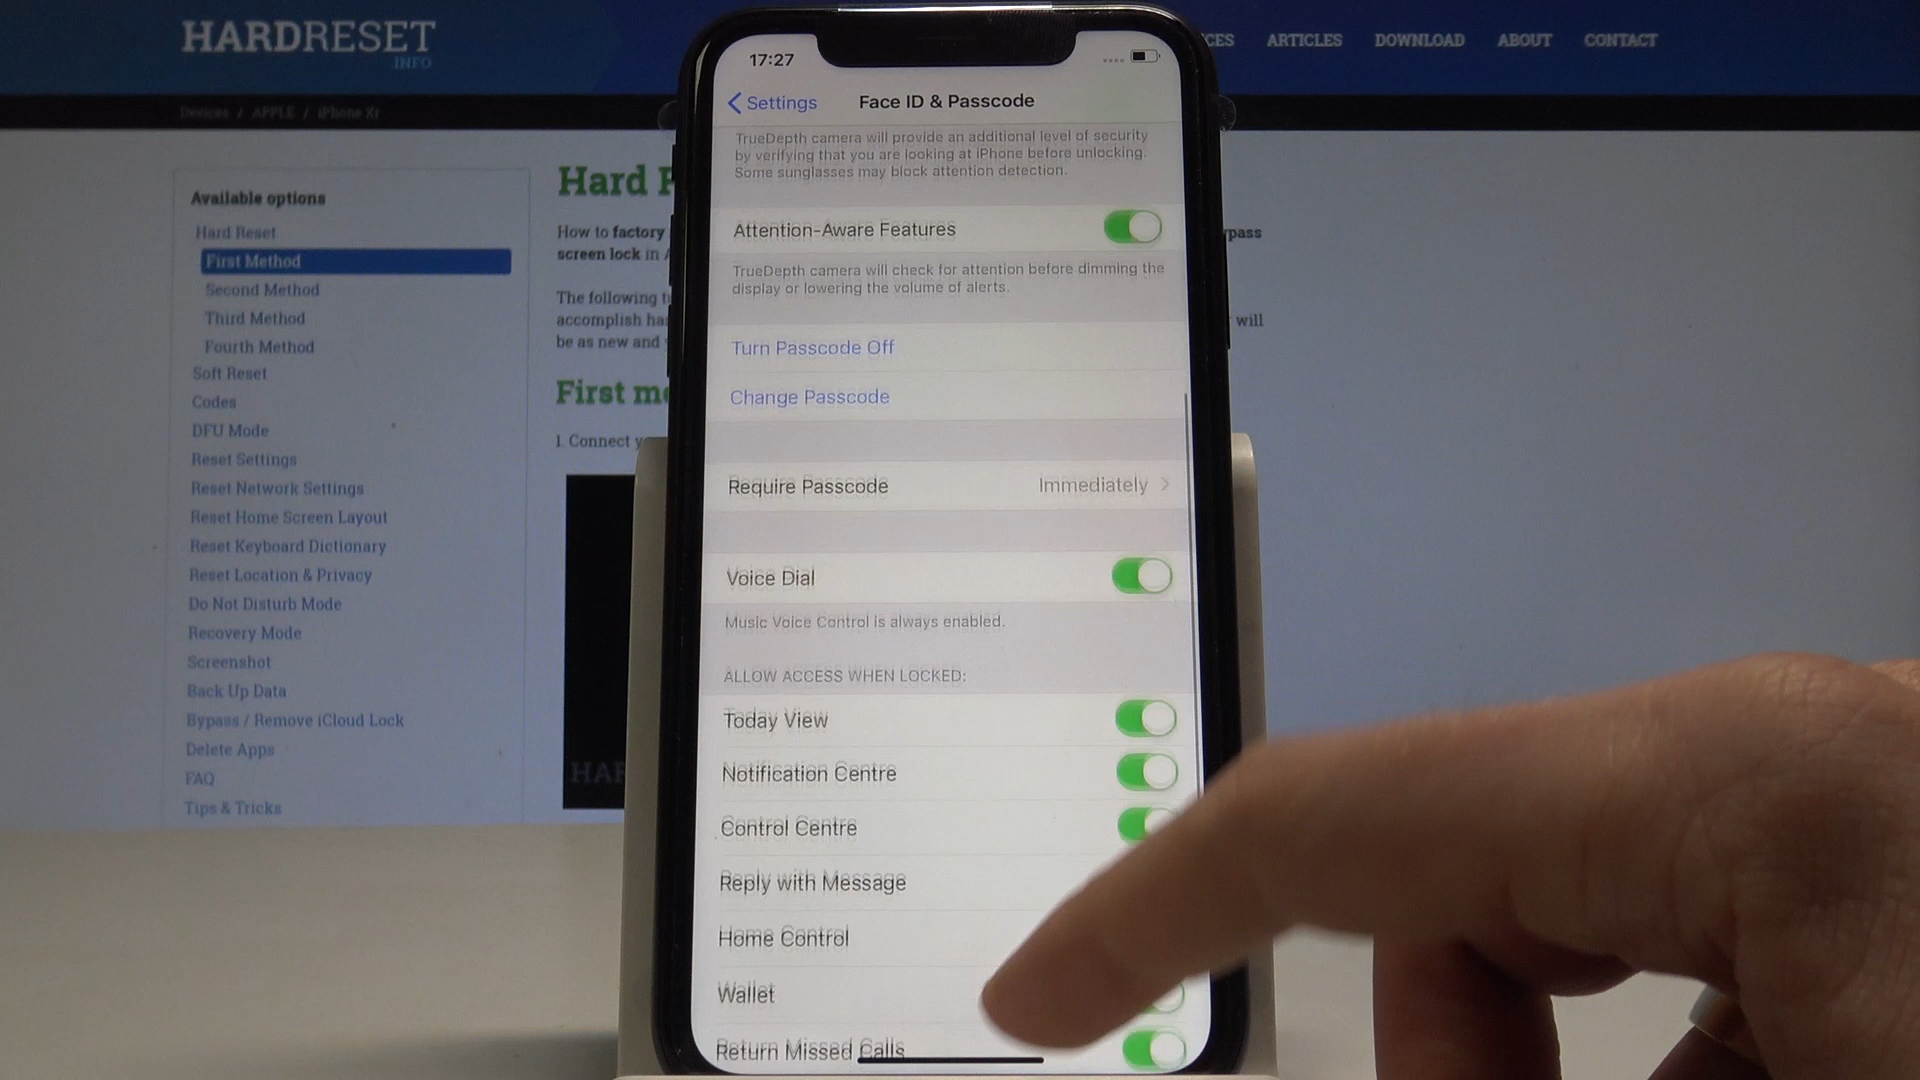 HARDRESET
INFO
ARTICLES
DOWNLOAD
ABOUT
CONTACT
Devices / APPLE / iPhone Xr
Available options
Hard Reset
First Method
Second Method
Third Method
Fourth Method
Soft Reset
Codes
DFU Mode
Reset Settings
Reset Network Settings
Reset Home Screen Layout
Reset Keyboard Dictionary
Reset Location & Privacy
Do Not Disturb Mode
Recovery Mode
Screenshot
Back Up Data
Bypass / Remove iCloud Lock
Delete Apps
FAQ
Tips & Tricks
Hard
How to factory
screen lock in
The following
accomplish
be as new and
will
First
1. Connect
17:27
Settings
Face ID & Passcode
TrueDepth camera will provide an additional level of security
by verifying that you are looking at iPhone before unlocking.
Some sunglasses may block attention detection.
Attention-Aware Features
TrueDepth camera will check for attention before dimming the
display or lowering the volume of alerts.
Turn Passcode Off
Change Passcode
Require Passcode Immediately
Voice Dial
Music Voice Control is always enabled.
ALLOW ACCESS WHEN LOCKED:
Today View
Notification Centre
Control Centre
Reply with Message
Home Control
Wallet
Return Missed Calls